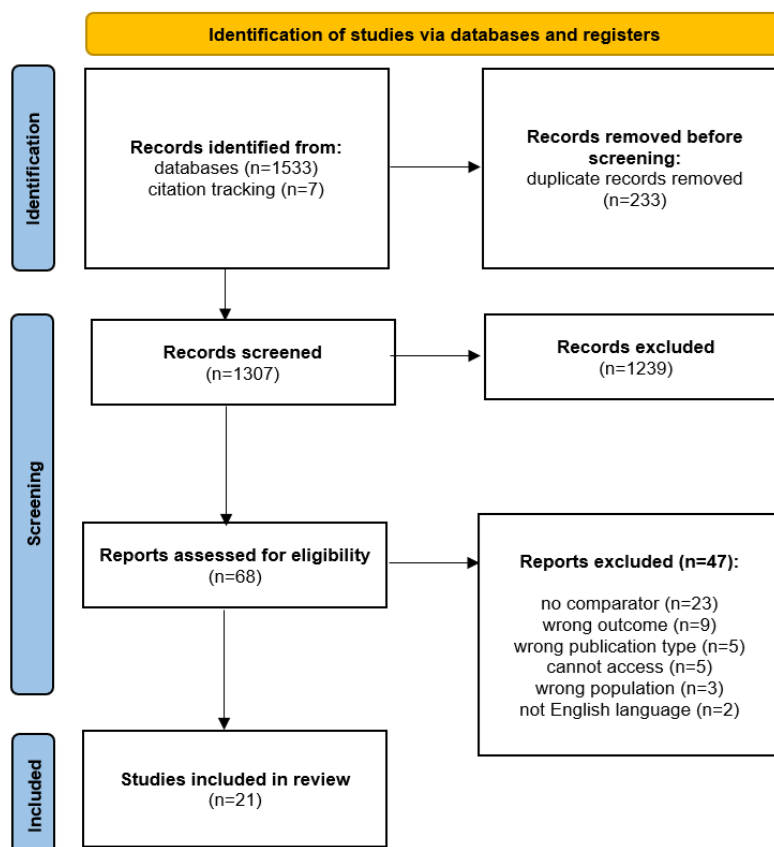 Identification of studies via databases and registers
Identification
Records identified from:
databases (n=1533)
citation tracking (n=7)
Records removed before
screening:
duplicate records removed
(n=233)
Screening
Records screened
(n=1307)
Records excluded
(n=1239)
Reports assessed for eligibility
(n=68)
Reports excluded (n=47):
no comparator (n=23)
wrong outcome (n=9)
wrong publication type (n=5)
cannot access (n=5)
wrong population (n=3)
not English language (n=2)
Included
Studies included in review
(n=21)